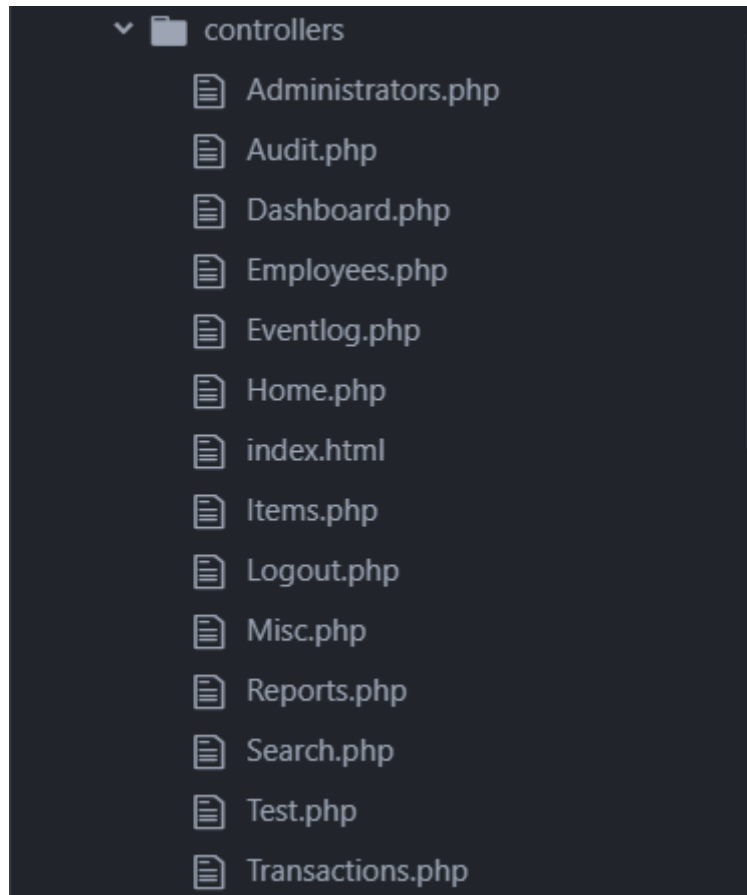 controllers
Administrators.php
Audit.php
Dashboard.php
Employees.php
Eventlog.php
Home.php
index.html
Items.php
Logout.php
Misc.php
Reports.php
Search.php
Test.php
Transactions.php